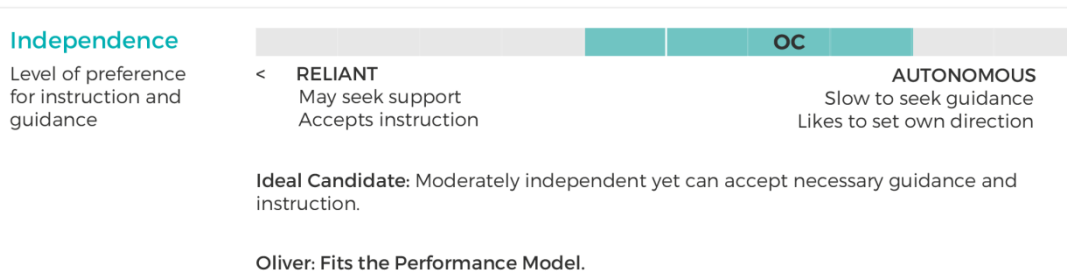 Independence
Level of preference
for instruction and
guidance
OC
< RELIANT
May seek support
Accepts instruction
AUTONOMOUS
Slow to seek guidance
Likes to set own direction
Ideal Candidate: Moderately independent yet can accept necessary guidance and
instruction.
Oliver: Fits the Performance Model.